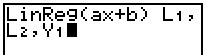 LinReg(ax+b) L₁,
L₂,Y₁